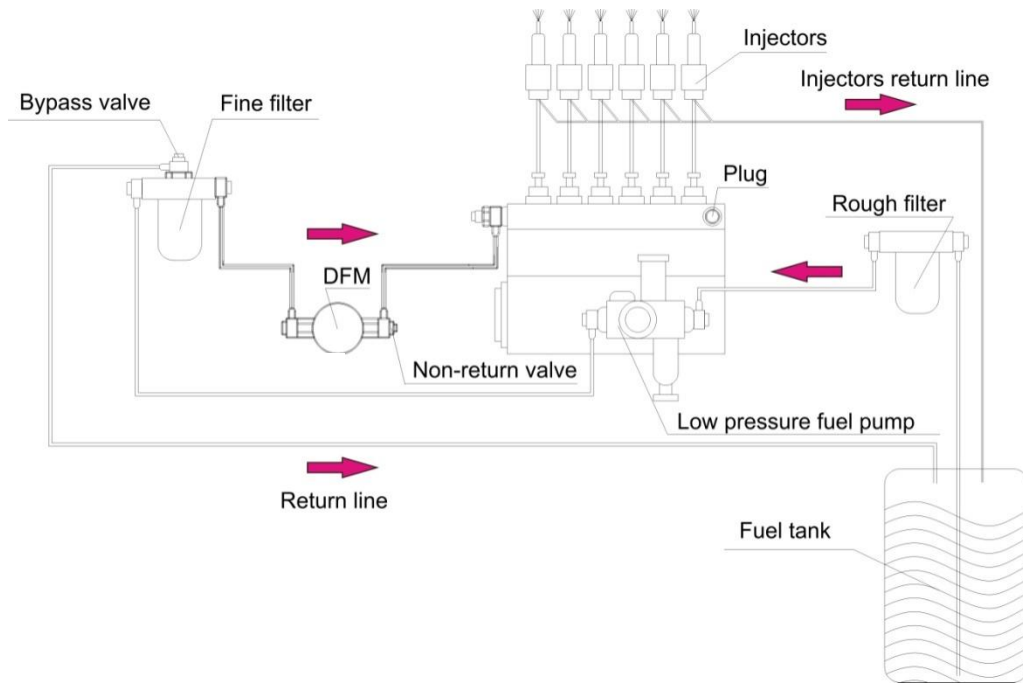 Injectors
Injectors return line
Bypass valve
Fine filter
Plug
Rough filter
DFM
Non-return valve
Low pressure fuel pump
Return line
Fuel tank